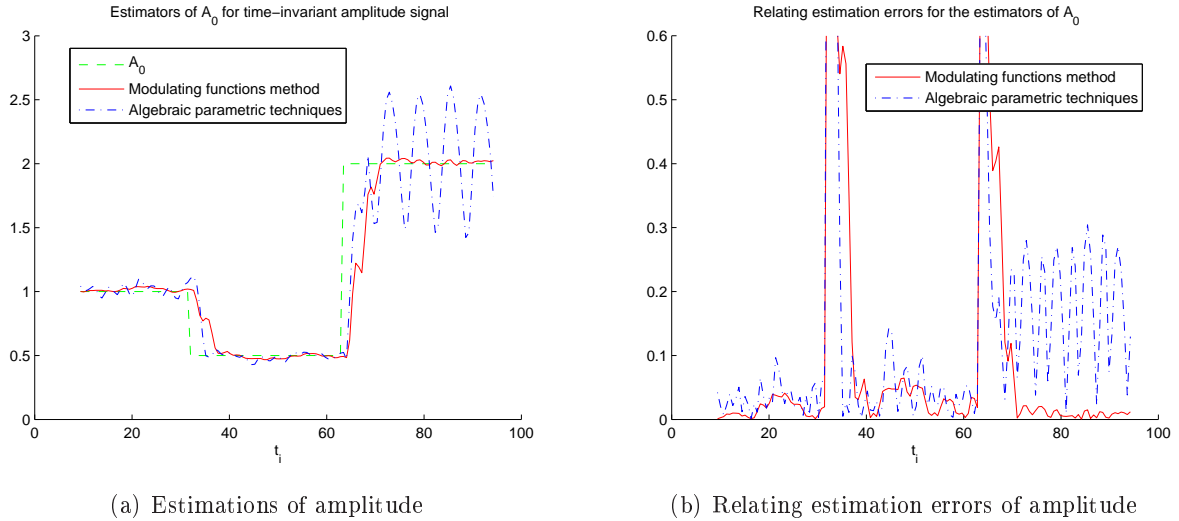 Estimators of A0 for time−invariant amplitude signal
3
2.5
2
1.5
1
0.5
0
0
20
40
60
80
100
ti
A0
Modulating functions method
Algebraic parametric techniques
(a) Estimations of amplitude
Relating estimation errors for the estimators of A0
0.6
0.5
0.4
0.3
0.2
0.1
0
0
20
40
60
80
100
ti
Modulating functions method
Algebraic parametric techniques
(b) Relating estimation errors of amplitude